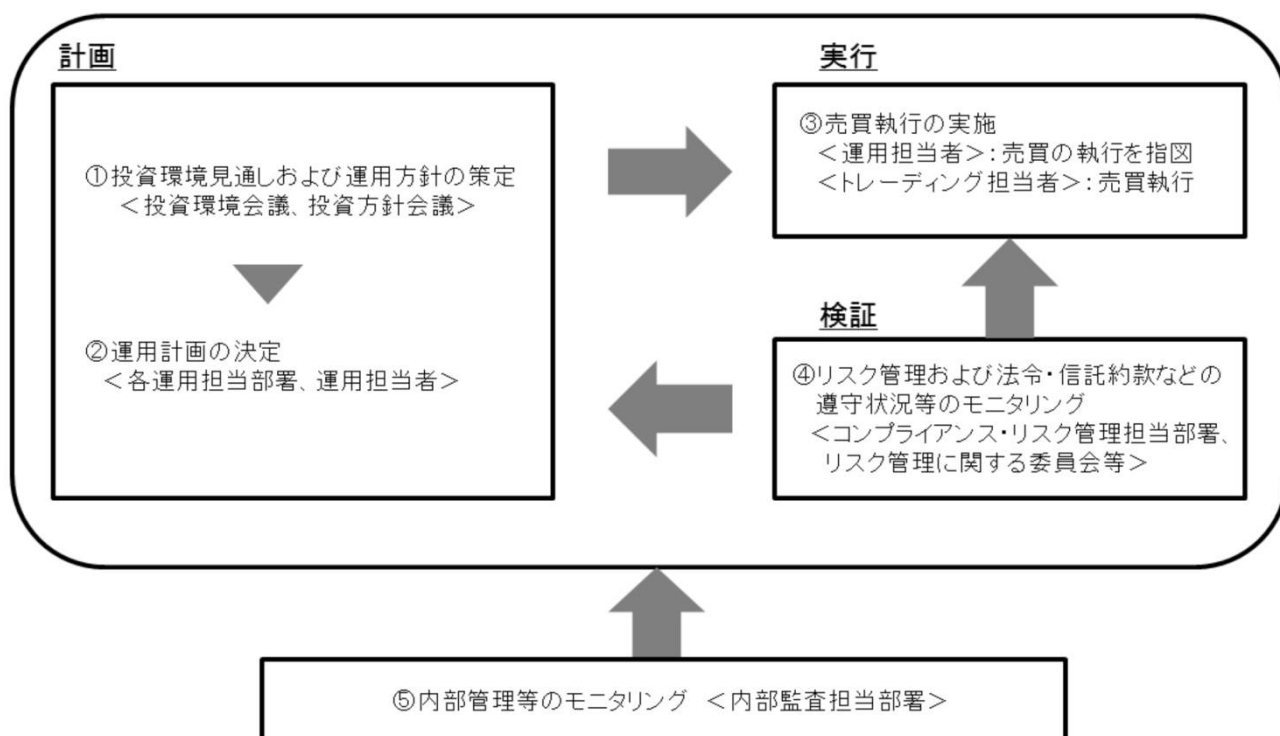 計画
①投資環境見通しおよび運用方針の策定
<投資環境会議、投資方針会議>
②運用計画の決定
<各運用担当部署、運用担当者>
実行
③売買執行の実施
<運用担当者>:売買の執行を指図
<トレーディング担当者>:売買執行
検証
④リスク管理および法令・信託約款などの
遵守状況等のモニタリング
<コンプライアンス・リスク管理担当部署、
リスク管理に関する委員会等>
⑤内部管理等のモニタリング <内部監査担当部署>